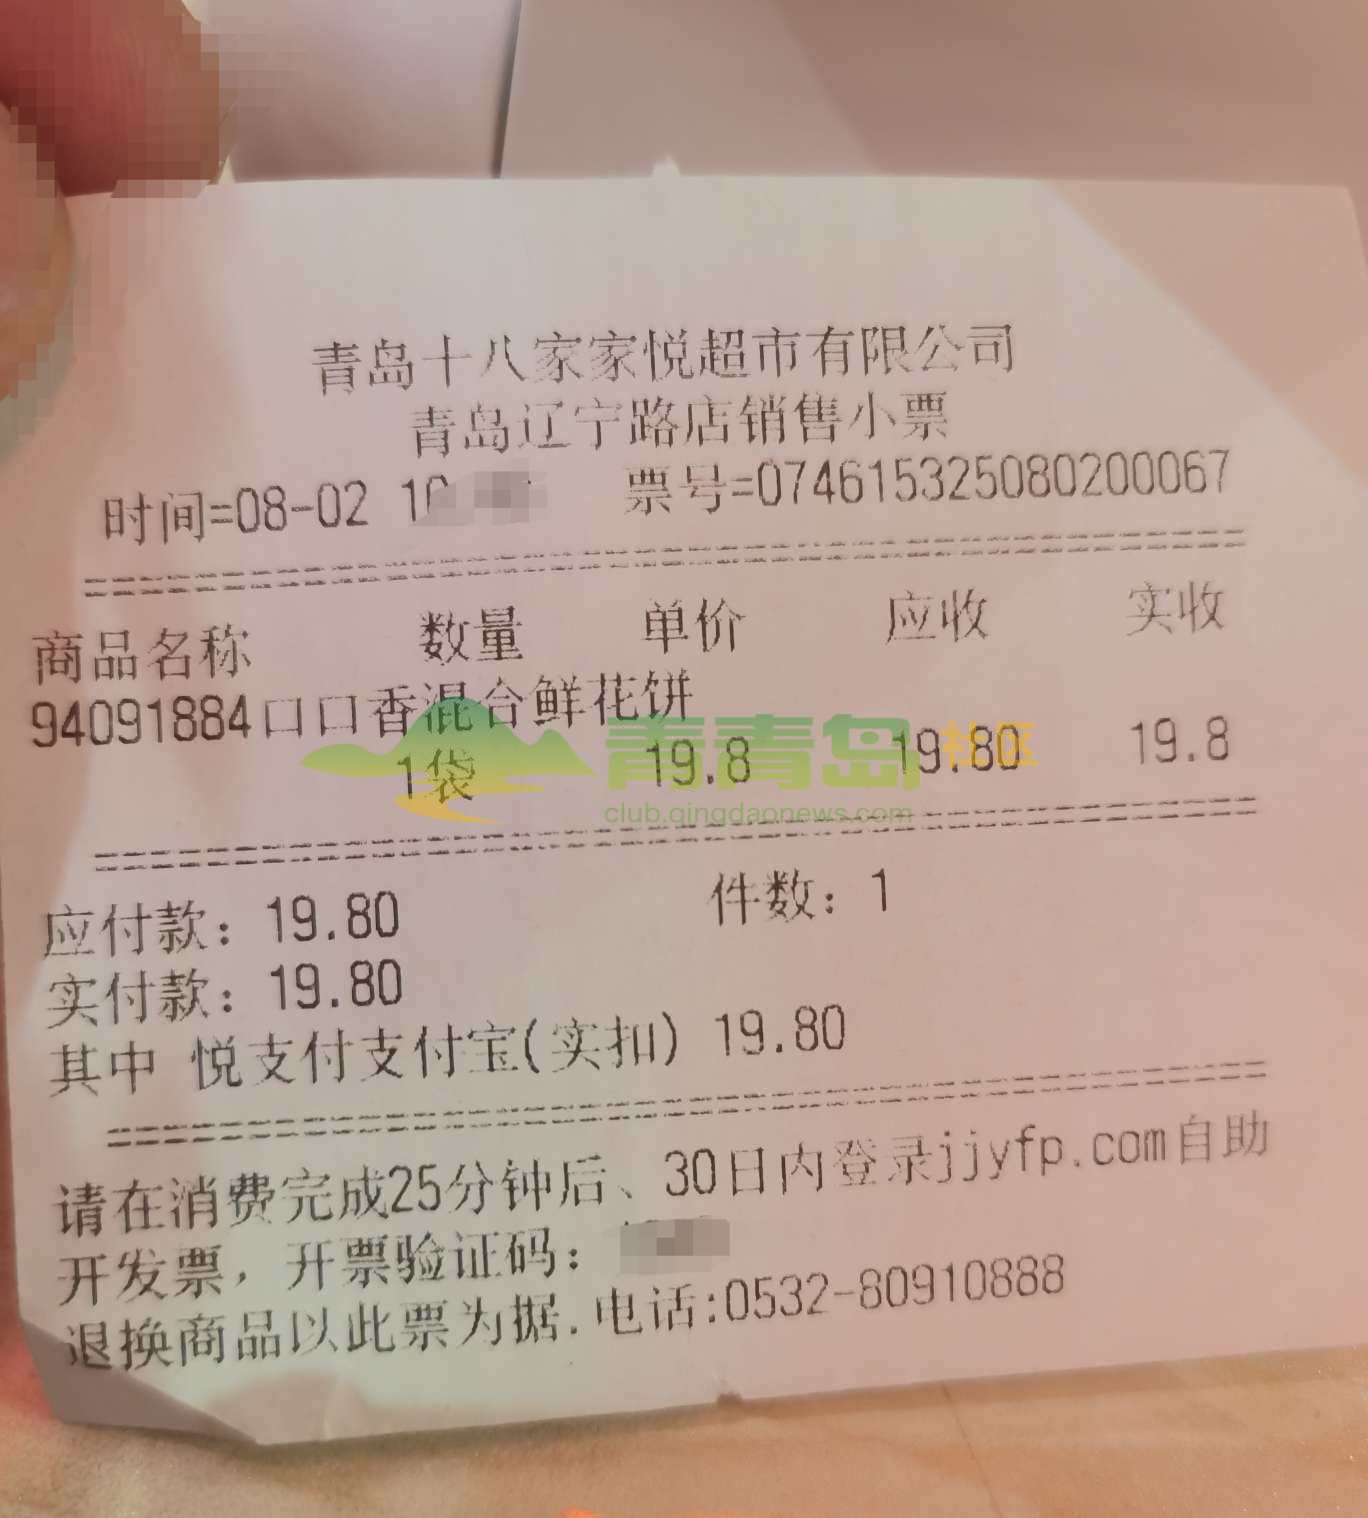 青岛十八家家悦超市有限公司
青岛辽宁路店销售小票
时间=08-02 10 票号=074615325080200067
商品名称 数量 单价 应收 实收
94091884口口香混合鲜花饼
1袋 19.8 19.80 19.8
青青岛社区
club.qingdaonews.com
应付款：19.80 件数：1
实付款：19.80
其中 悦支付支付宝(实扣) 19.80
请在消费完成25分钟后、30日内登录jjyfp.com自助
开发票，开票验证码：
退换商品以此票为据.电话:0532-80910888